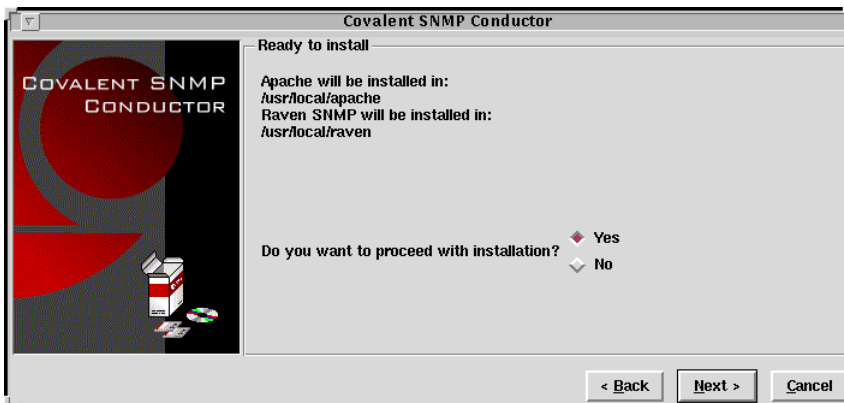 Covalent SNMP Conductor
COVALENT SNMP
CONDUCTOR
Ready to install
Apache will be installed in:
/usr/local/apache
Raven SNMP will be installed in:
/usr/local/raven
Do you want to proceed with installation?
Yes
No
< Back
Next >
Cancel